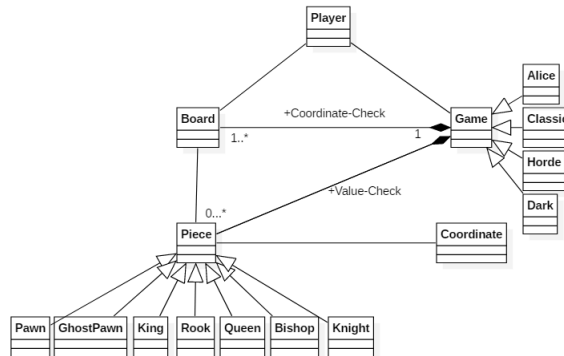 Player
Alice
Board
+Coordinate-Check
Game
Classic
1..*
1
Horde
+Value-Check
Dark
0...*
Piece
Coordinate
Pawn
GhostPawn
King
Rook
Queen
Bishop
Knight